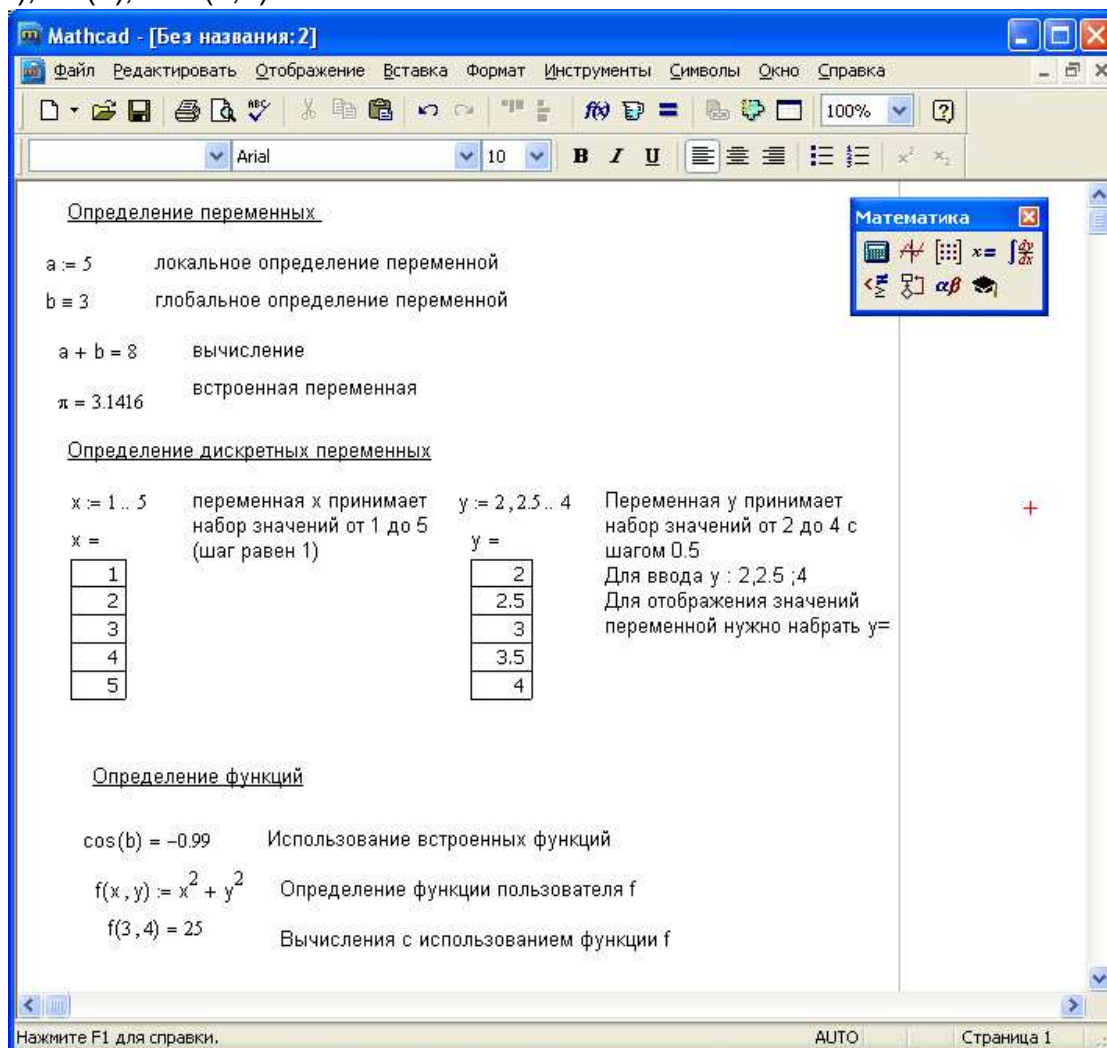 Mathcad - [Без названия:2]
Файл Редактировать Отображение Вставка Формат Инструменты Символы Окно Справка
100%
Arial 10 B I U
Определение переменных
Математика
a := 5 локальное определение переменной
b ≡ 3 глобальное определение переменной
a + b = 8 вычисление
π = 3.1416 встроенная переменная
Определение дискретных переменных
x := 1 .. 5 переменная x принимает
набор значений от 1 до 5
(шаг равен 1)
x =
1
2
3
4
5
y := 2 , 2.5 .. 4 Переменная y принимает
набор значений от 2 до 4 с
шагом 0.5
Для ввода y : 2,2.5 ;4
Для отображения значений
переменной нужно набрать y=
y =
2
2.5
3
3.5
4
Определение функций
cos(b) = −0.99 Использование встроенных функций
f(x , y) := x² + y² Определение функции пользователя f
f(3 , 4) = 25 Вычисления с использованием функции f
Нажмите F1 для справки. AUTO Страница 1